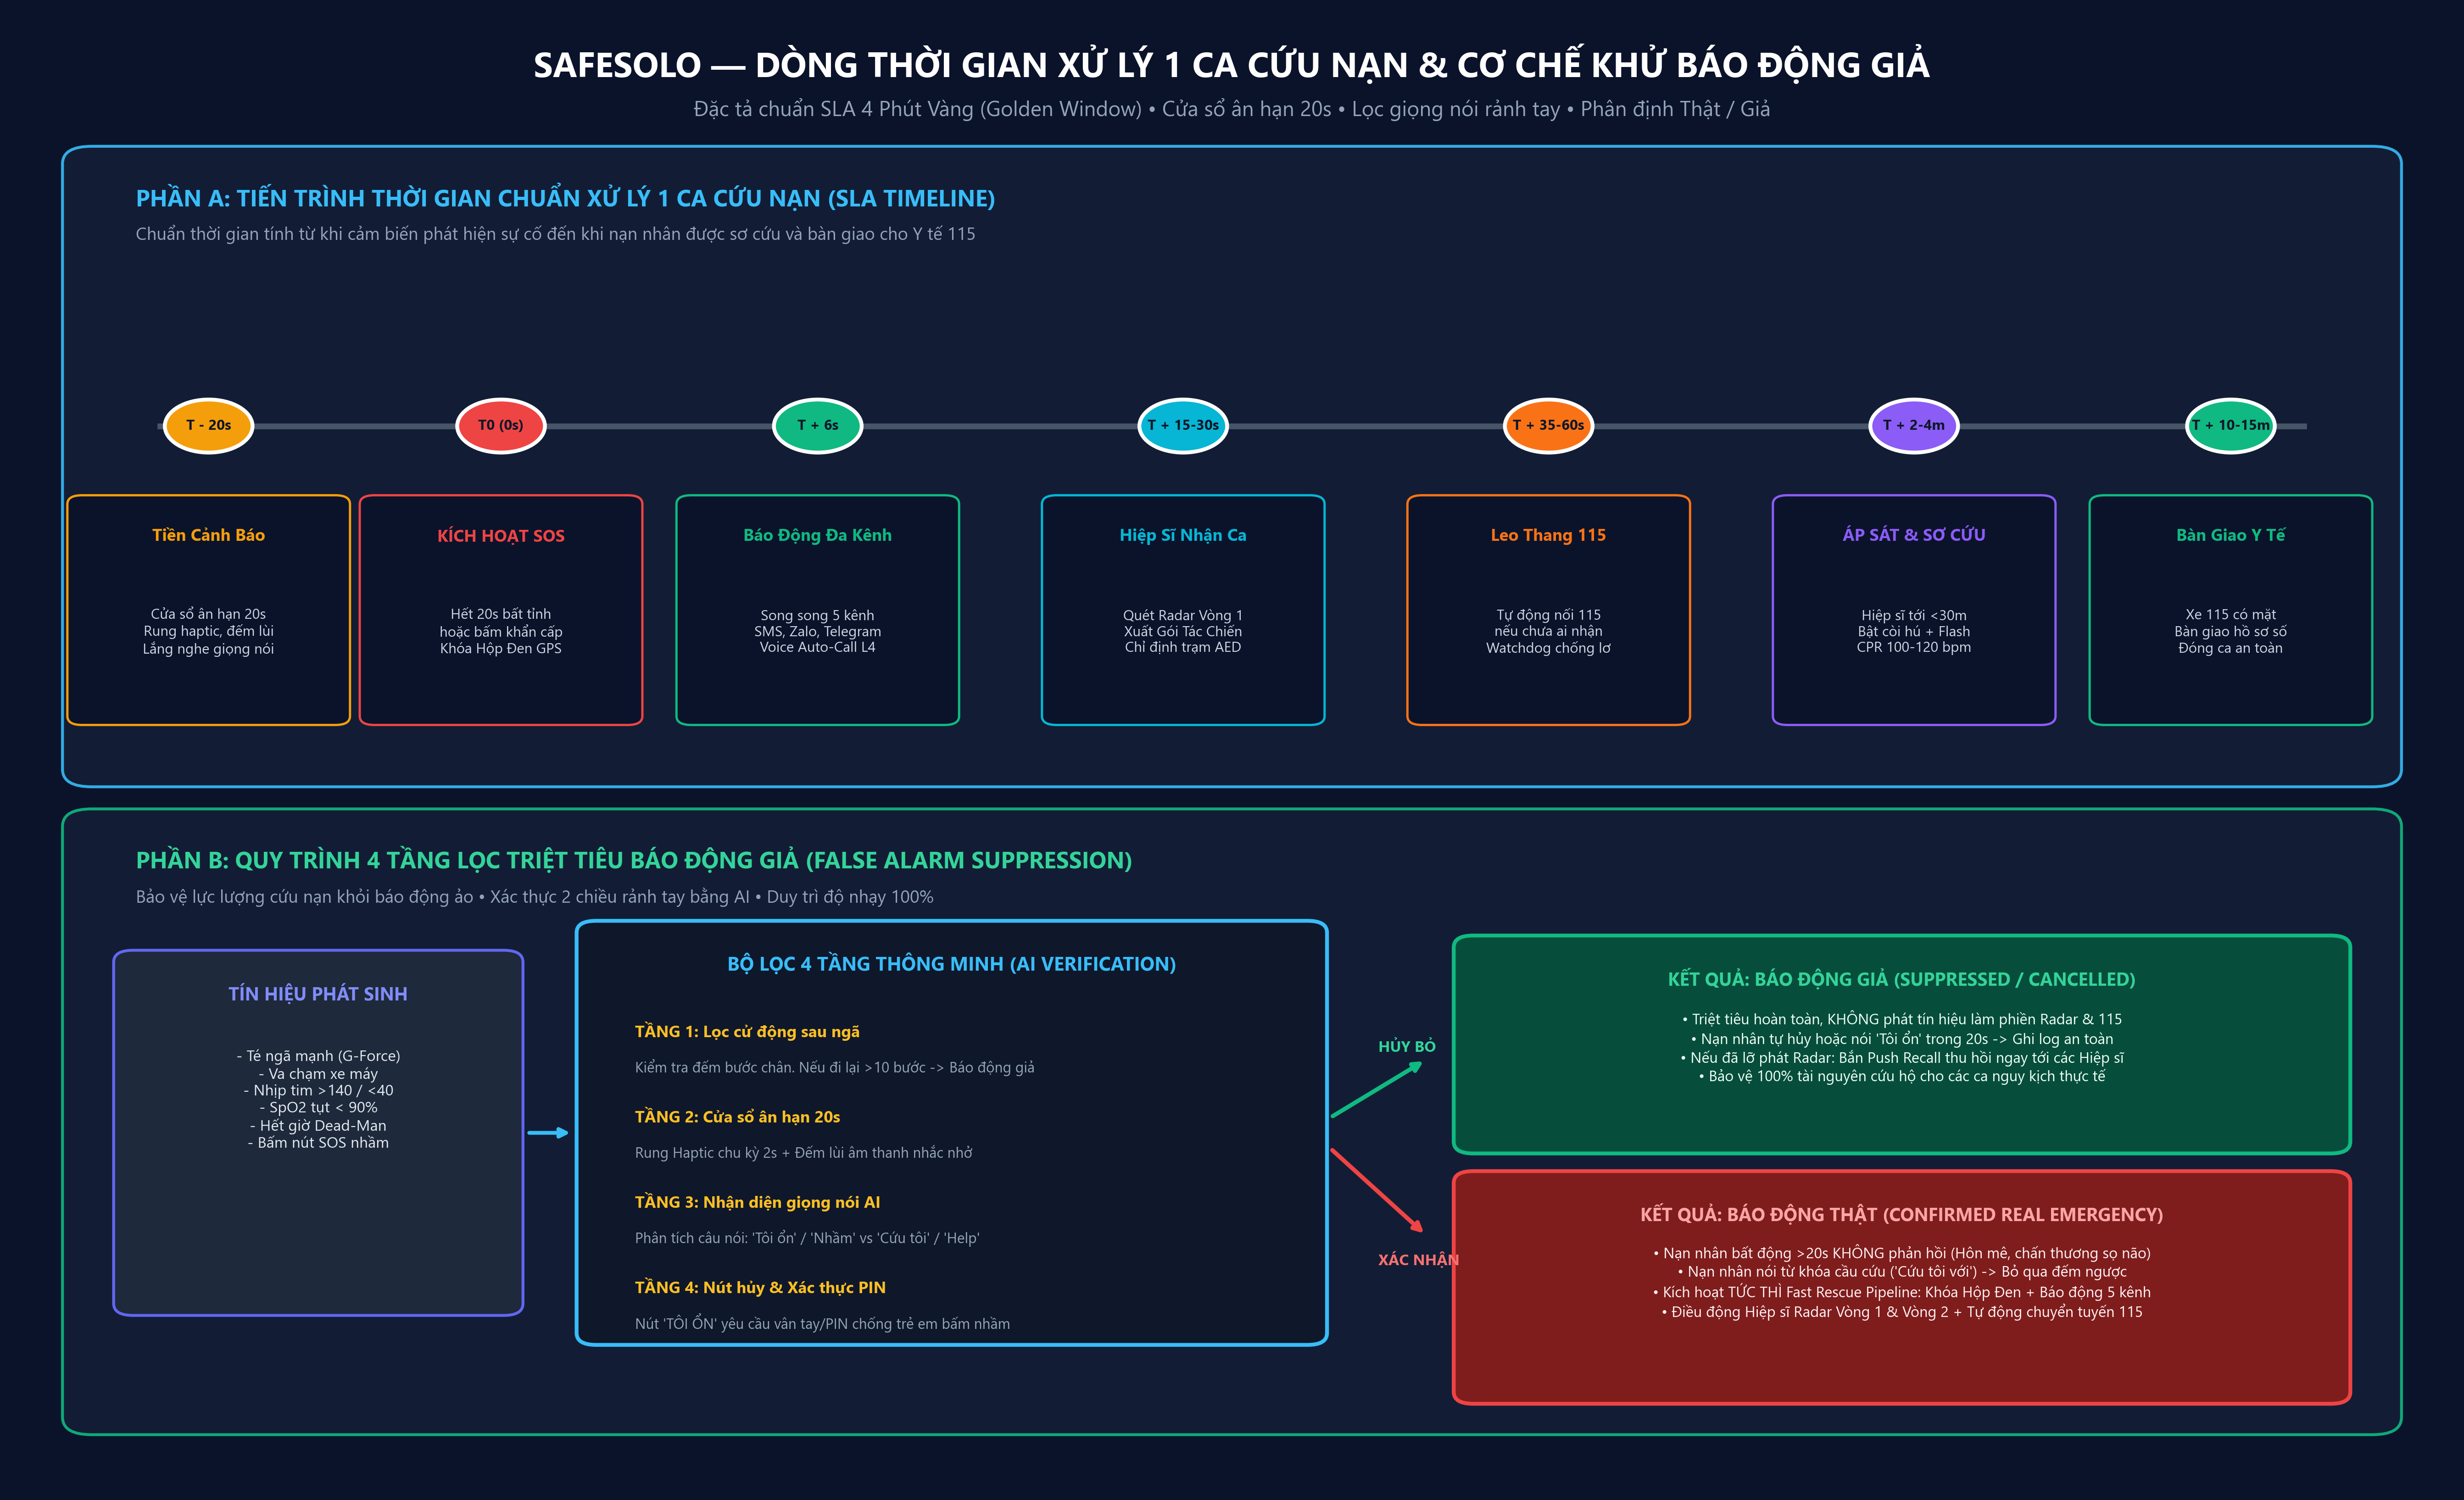 SAFESOLO — DÒNG THỜI GIAN XỬ LÝ 1 CA CỨU NẠN & CƠ CHẾ KHỬ BÁO ĐỘNG GIẢ
Đặc tả chuẩn SLA 4 Phút Vàng (Golden Window) • Cửa sổ ân hạn 20s • Lọc giọng nói rảnh tay • Phân định Thật / Giả
PHẦN A: TIẾN TRÌNH THỜI GIAN CHUẨN XỬ LÝ 1 CA CỨU NẠN (SLA TIMELINE)
Chuẩn thời gian tính từ khi cảm biến phát hiện sự cố đến khi nạn nhân được sơ cứu và bàn giao cho Y tế 115
T - 20s
T0 (0s)
T + 6s
T + 15-30s
T + 35-60s
T + 2-4m
T + 10-15m
Tiền Cảnh Báo
Cửa sổ ân hạn 20s
Rung haptic, đếm lùi
Lắng nghe giọng nói
KÍCH HOẠT SOS
Hết 20s bất tỉnh
hoặc bấm khẩn cấp
Khóa Hộp Đen GPS
Báo Động Đa Kênh
Song song 5 kênh
SMS, Zalo, Telegram
Voice Auto-Call L4
Hiệp Sĩ Nhận Ca
Quét Radar Vòng 1
Xuất Gói Tác Chiến
Chỉ định trạm AED
Leo Thang 115
Tự động nối 115
nếu chưa ai nhận
Watchdog chống lơ
ÁP SÁT & SƠ CỨU
Hiệp sĩ tới <30m
Bật còi hú + Flash
CPR 100-120 bpm
Bàn Giao Y Tế
Xe 115 có mặt
Bàn giao hồ sơ số
Đóng ca an toàn
PHẦN B: QUY TRÌNH 4 TẦNG LỌC TRIỆT TIÊU BÁO ĐỘNG GIẢ (FALSE ALARM SUPPRESSION)
Bảo vệ lực lượng cứu nạn khỏi báo động ảo • Xác thực 2 chiều rảnh tay bằng AI • Duy trì độ nhạy 100%
TÍN HIỆU PHÁT SINH
- Té ngã mạnh (G-Force)
- Va chạm xe máy
- Nhịp tim >140 / <40
- SpO2 tụt < 90%
- Hết giờ Dead-Man
- Bấm nút SOS nhầm
BỘ LỌC 4 TẦNG THÔNG MINH (AI VERIFICATION)
TẦNG 1: Lọc cử động sau ngã
Kiểm tra đếm bước chân. Nếu đi lại >10 bước -> Báo động giả
TẦNG 2: Cửa sổ ân hạn 20s
Rung Haptic chu kỳ 2s + Đếm lùi âm thanh nhắc nhở
TẦNG 3: Nhận diện giọng nói AI
Phân tích câu nói: 'Tôi ổn' / 'Nhầm' vs 'Cứu tôi' / 'Help'
TẦNG 4: Nút hủy & Xác thực PIN
Nút 'TÔI ỔN' yêu cầu vân tay/PIN chống trẻ em bấm nhầm
HỦY BỎ
XÁC NHẬN
KẾT QUẢ: BÁO ĐỘNG GIẢ (SUPPRESSED / CANCELLED)
• Triệt tiêu hoàn toàn, KHÔNG phát tín hiệu làm phiền Radar & 115
• Nạn nhân tự hủy hoặc nói 'Tôi ổn' trong 20s -> Ghi log an toàn
• Nếu đã lỡ phát Radar: Bắn Push Recall thu hồi ngay tới các Hiệp sĩ
• Bảo vệ 100% tài nguyên cứu hộ cho các ca nguy kịch thực tế
KẾT QUẢ: BÁO ĐỘNG THẬT (CONFIRMED REAL EMERGENCY)
• Nạn nhân bất động >20s KHÔNG phản hồi (Hôn mê, chấn thương sọ não)
• Nạn nhân nói từ khóa cầu cứu ('Cứu tôi với') -> Bỏ qua đếm ngược
• Kích hoạt TỨC THÌ Fast Rescue Pipeline: Khóa Hộp Đen + Báo động 5 kênh
• Điều động Hiệp sĩ Radar Vòng 1 & Vòng 2 + Tự động chuyển tuyến 115